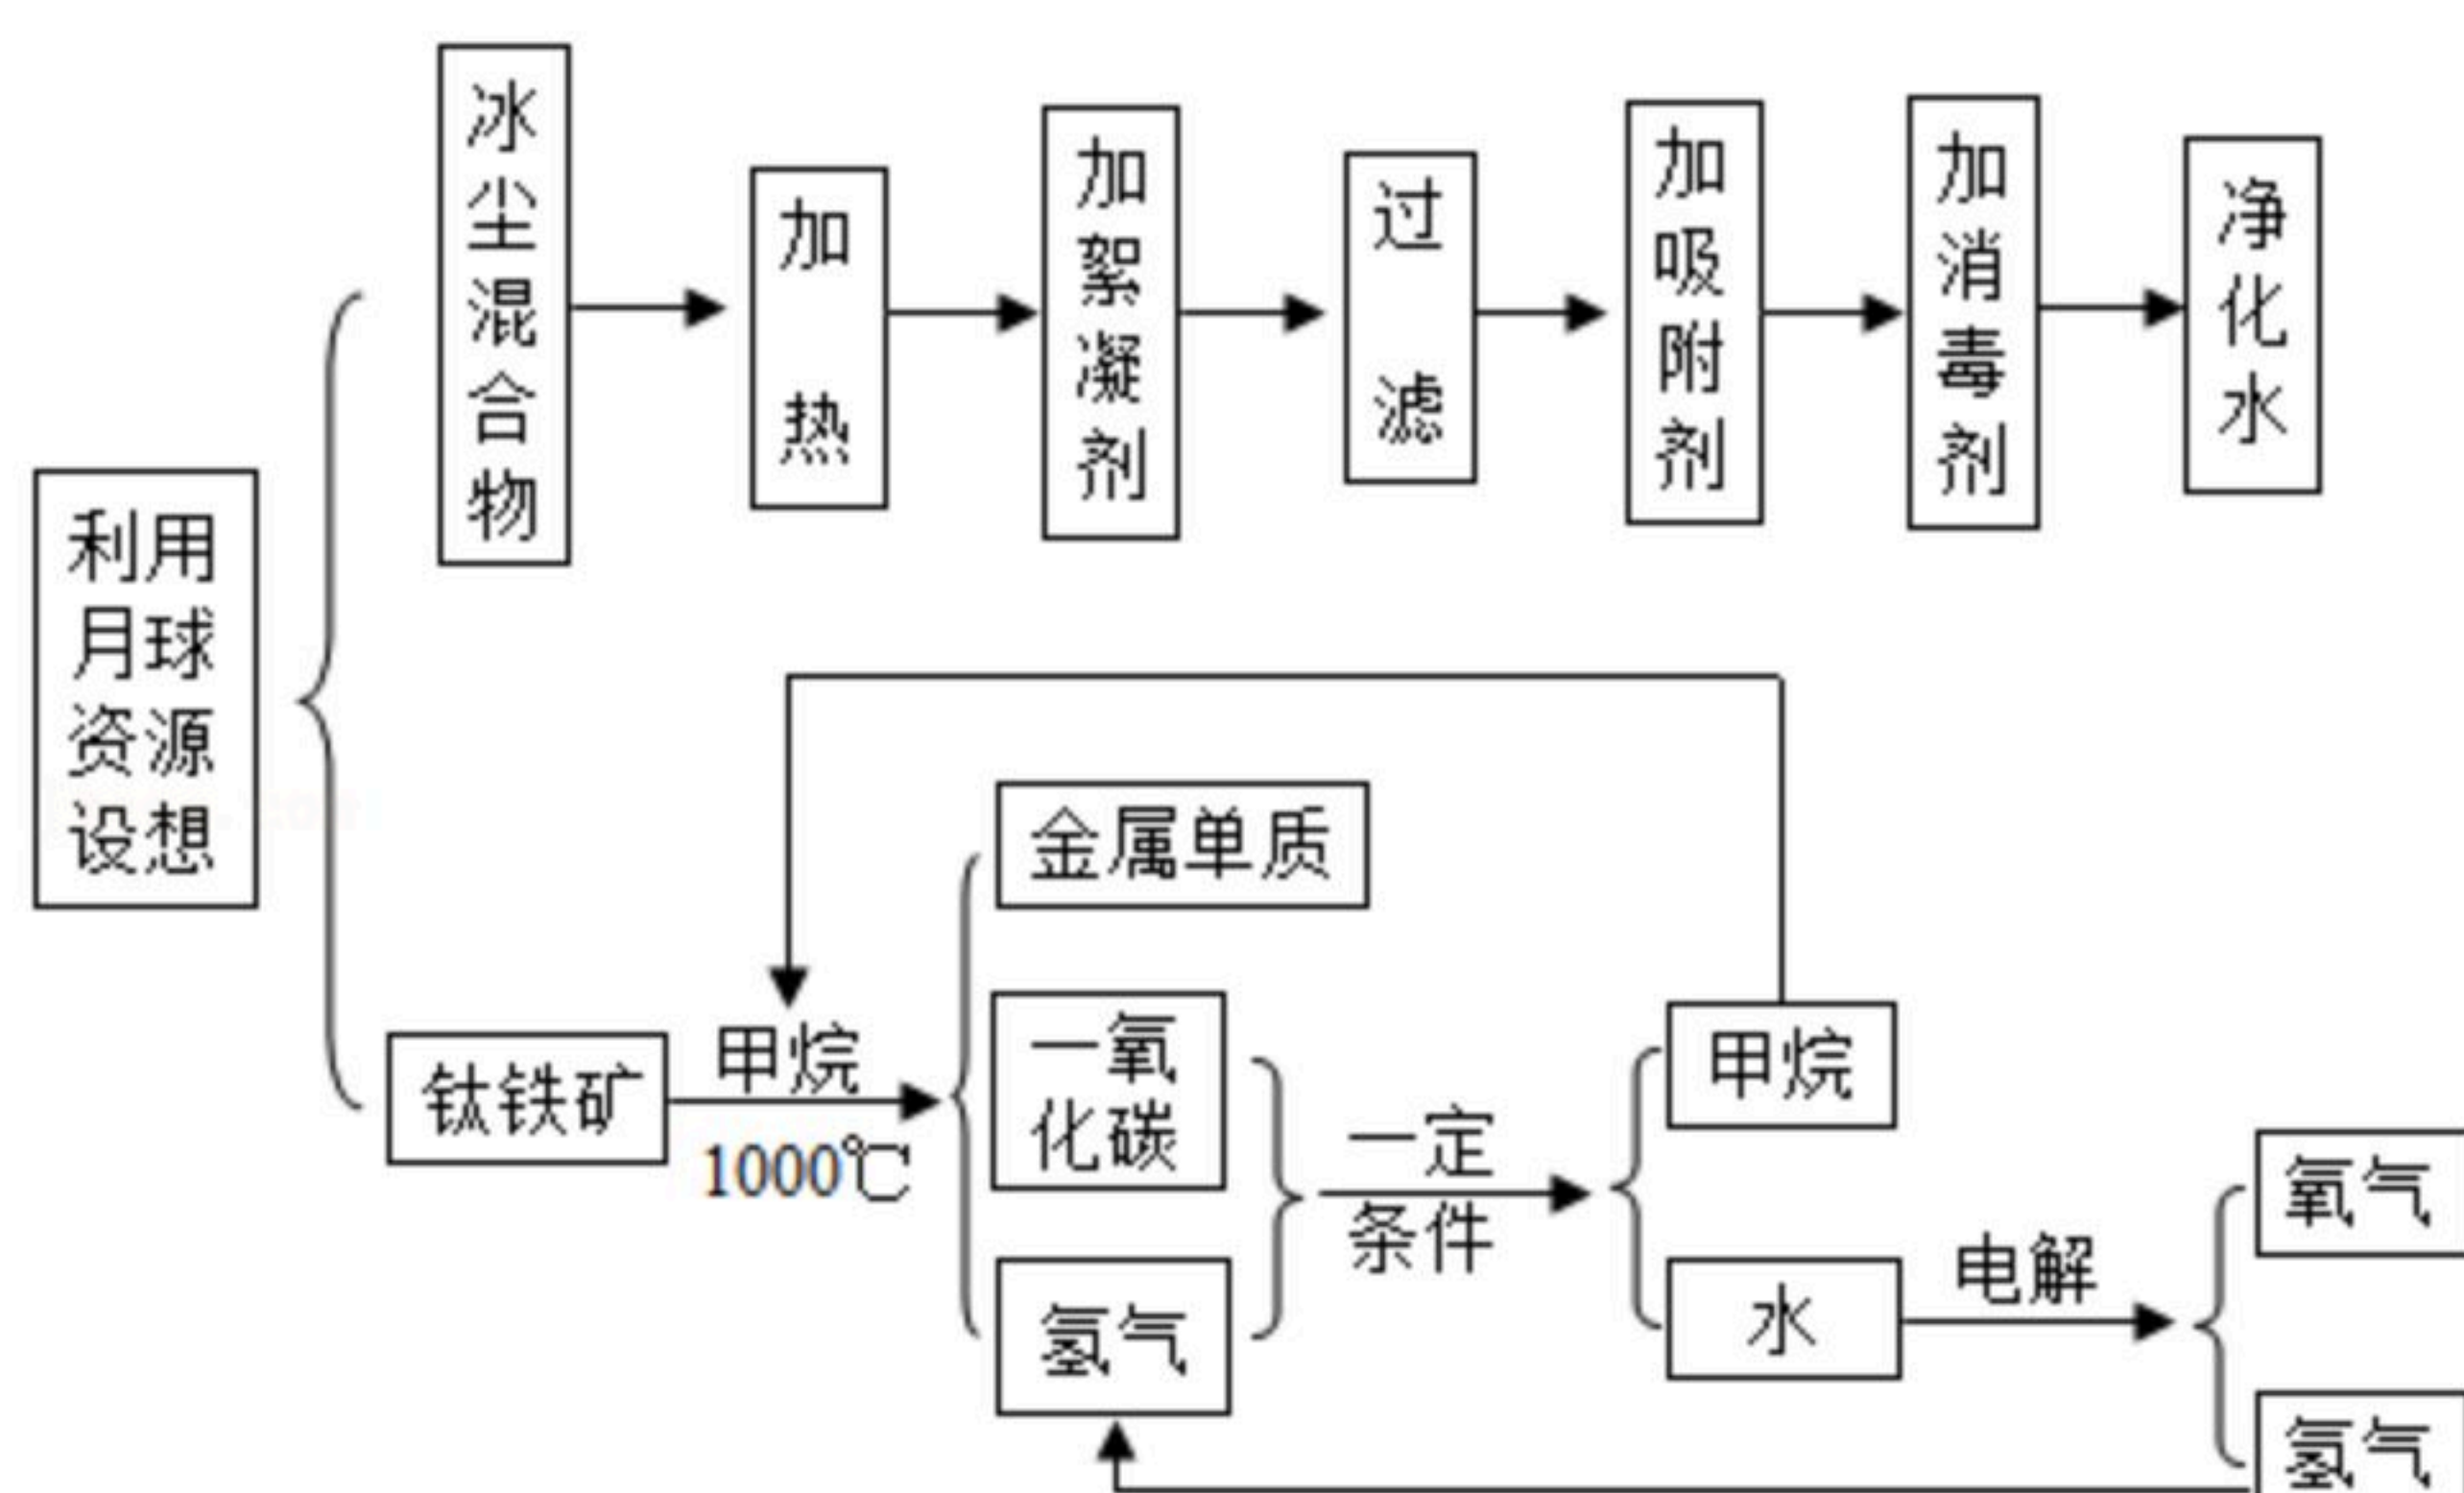 利用
月球
资源
设想
冰尘混合物
加热
加絮凝剂
过滤
加吸附剂
加消毒剂
净化水
钛铁矿
甲烷
1000℃
金属单质
一氧
化碳
氢气
一定
条件
甲烷
水
电解
氧气
氢气